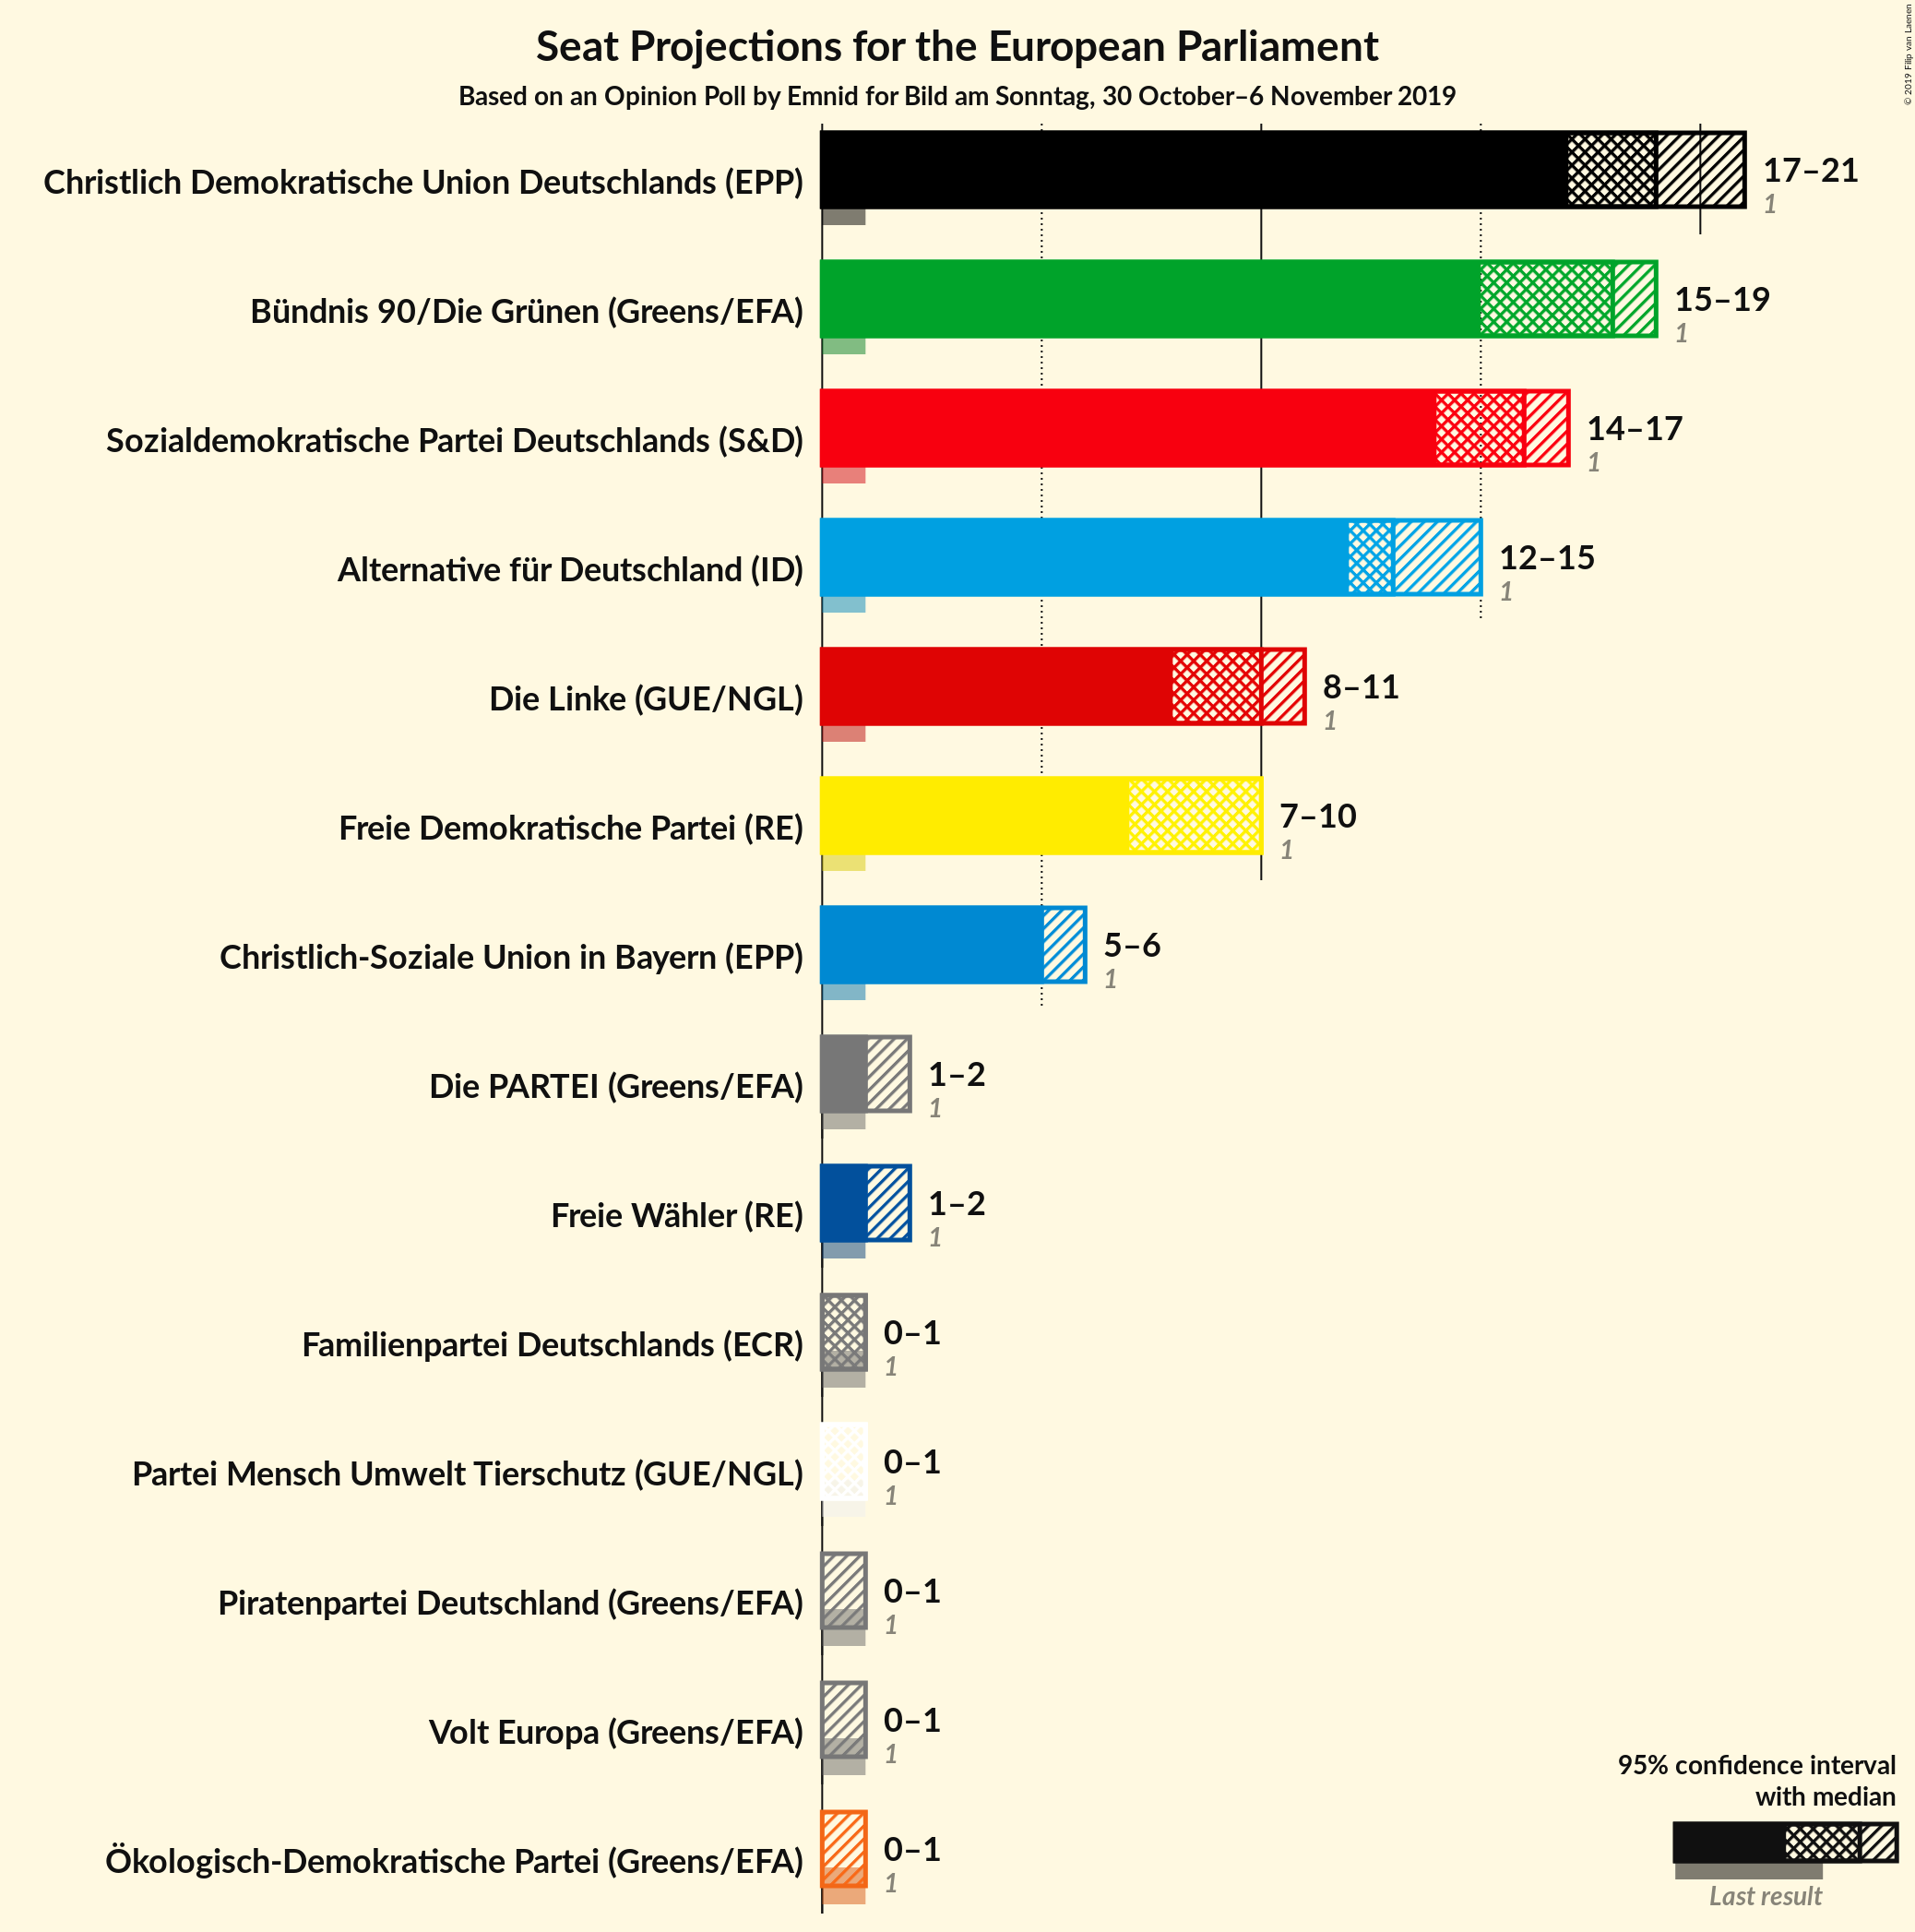 Seat Projections for the European Parliament
Based on an Opinion Poll by Emnid for Bild am Sonntag, 30 October–6 November 2019
© 2019 Filip van Laenen
Christlich Demokratische Union Deutschlands (EPP)
17–21
1
Bündnis 90/Die Grünen (Greens/EFA)
15–19
1
Sozialdemokratische Partei Deutschlands (S&D)
14–17
1
Alternative für Deutschland (ID)
12–15
1
Die Linke (GUE/NGL)
8–11
1
Freie Demokratische Partei (RE)
7–10
1
Christlich-Soziale Union in Bayern (EPP)
5–6
1
Die PARTEI (Greens/EFA)
1–2
1
Freie Wähler (RE)
1–2
1
Familienpartei Deutschlands (ECR)
0–1
1
Partei Mensch Umwelt Tierschutz (GUE/NGL)
0–1
1
Piratenpartei Deutschland (Greens/EFA)
0–1
1
Volt Europa (Greens/EFA)
0–1
1
Ökologisch-Demokratische Partei (Greens/EFA)
0–1
1
95% confidence interval
with median
Last result